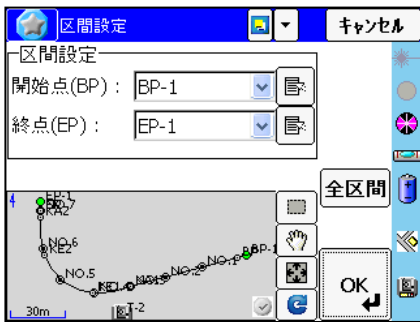 区間設定
キャンセル
区間設定
開始点(BP)： BP-1
終点(EP)： EP-1
全区間
4
EP-1
KA2
NO.6
KE2
NO.5
NO.2
NO.1
BP-1
T-2
30m
OK